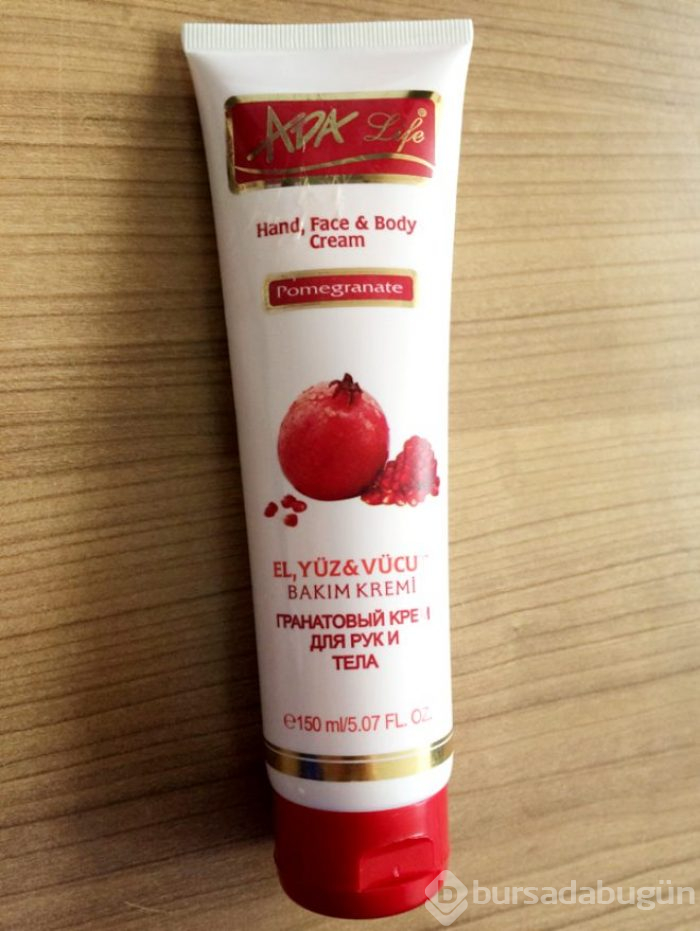 ADA Life®
Hand, Face & Body
Cream
Pomegranate
EL, YÜZ&VÜCU
BAKIM KREMİ
ГРАНАТОВЫЙ КРЕ
ДЛЯ РУК И
ТЕЛА
℮150 ml/5.07 FL. OZ.
b bursadabugün